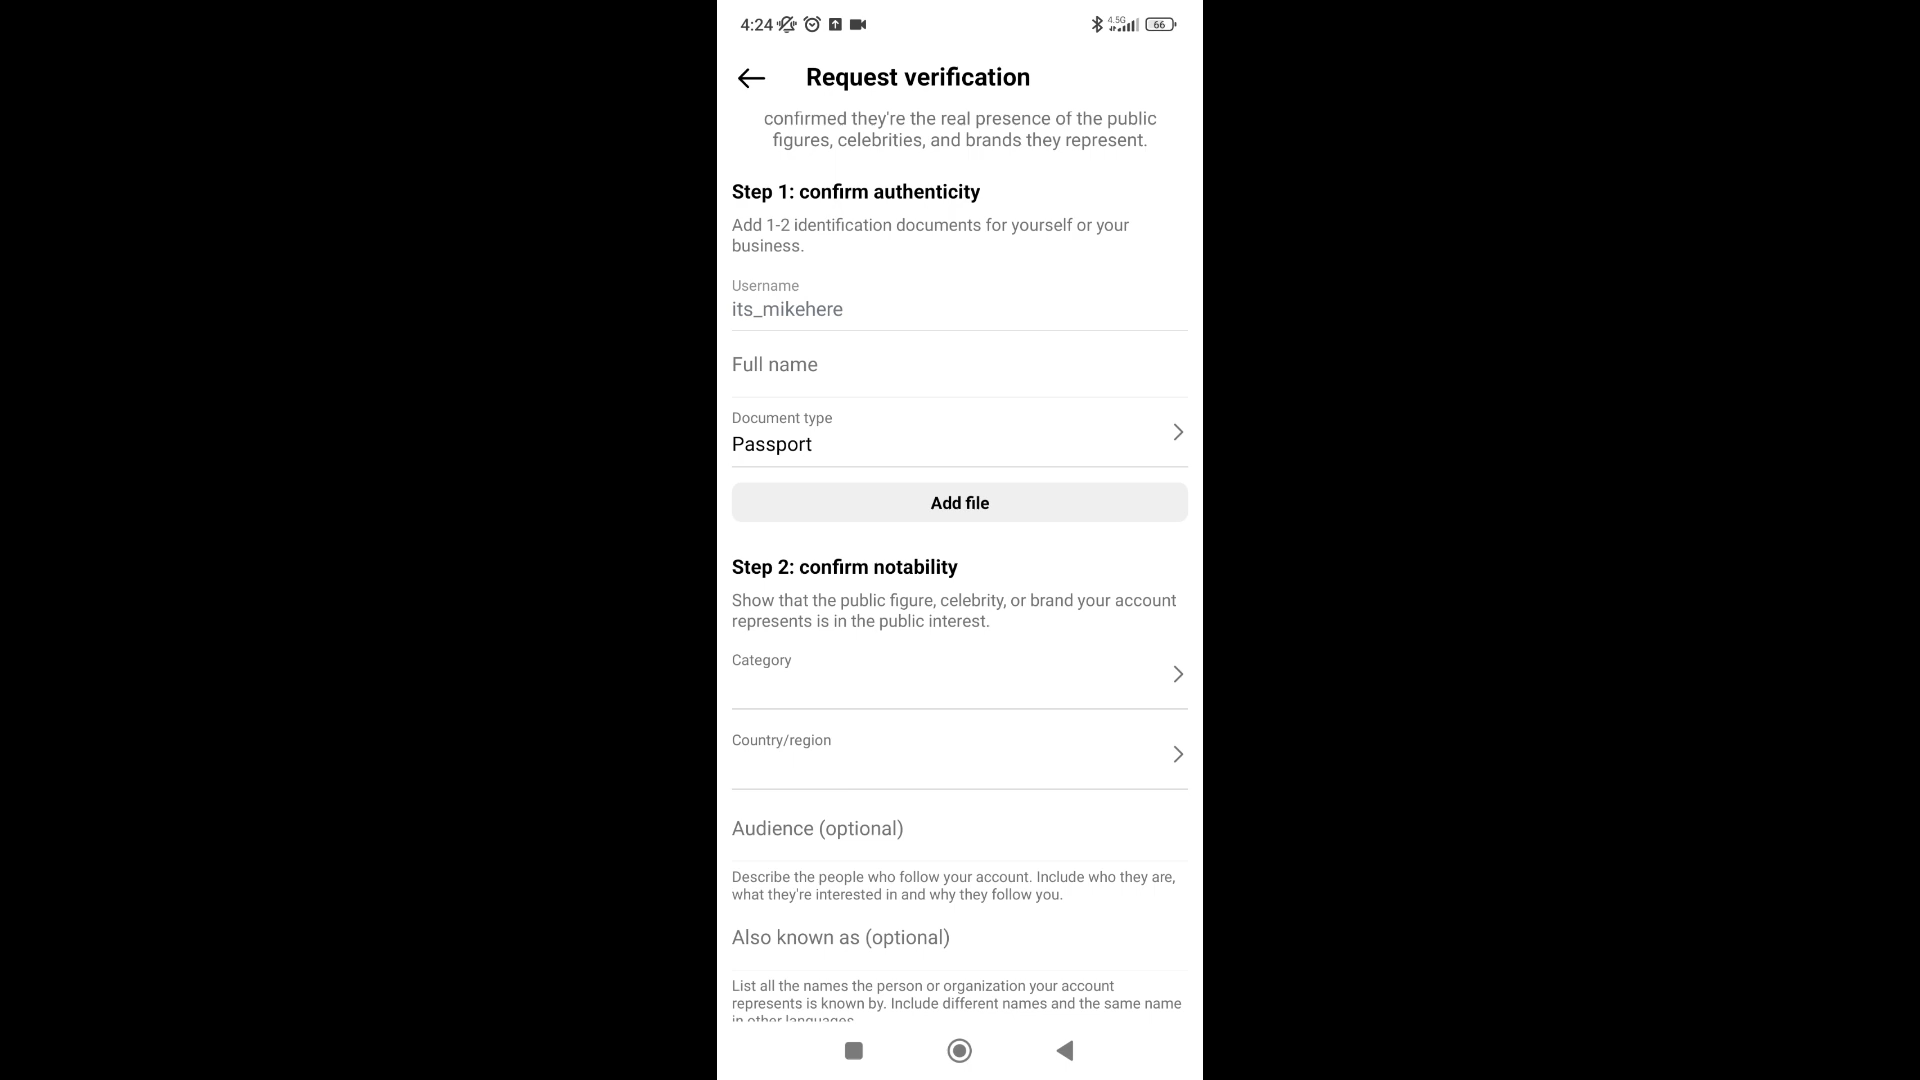 4:24 4.5G 66
Request verification
confirmed they're the real presence of the public
figures, celebrities, and brands they represent.
Step 1: confirm authenticity
Add 1-2 identification documents for yourself or your
business.
Username
its_mikehere
Full name
Document type
Passport
Add file
Step 2: confirm notability
Show that the public figure, celebrity, or brand your account
represents is in the public interest.
Category
Country/region
Audience (optional)
Describe the people who follow your account. Include who they are,
what they're interested in and why they follow you.
Also known as (optional)
List all the names the person or organization your account
represents is known by. Include different names and the same name
in other languages.